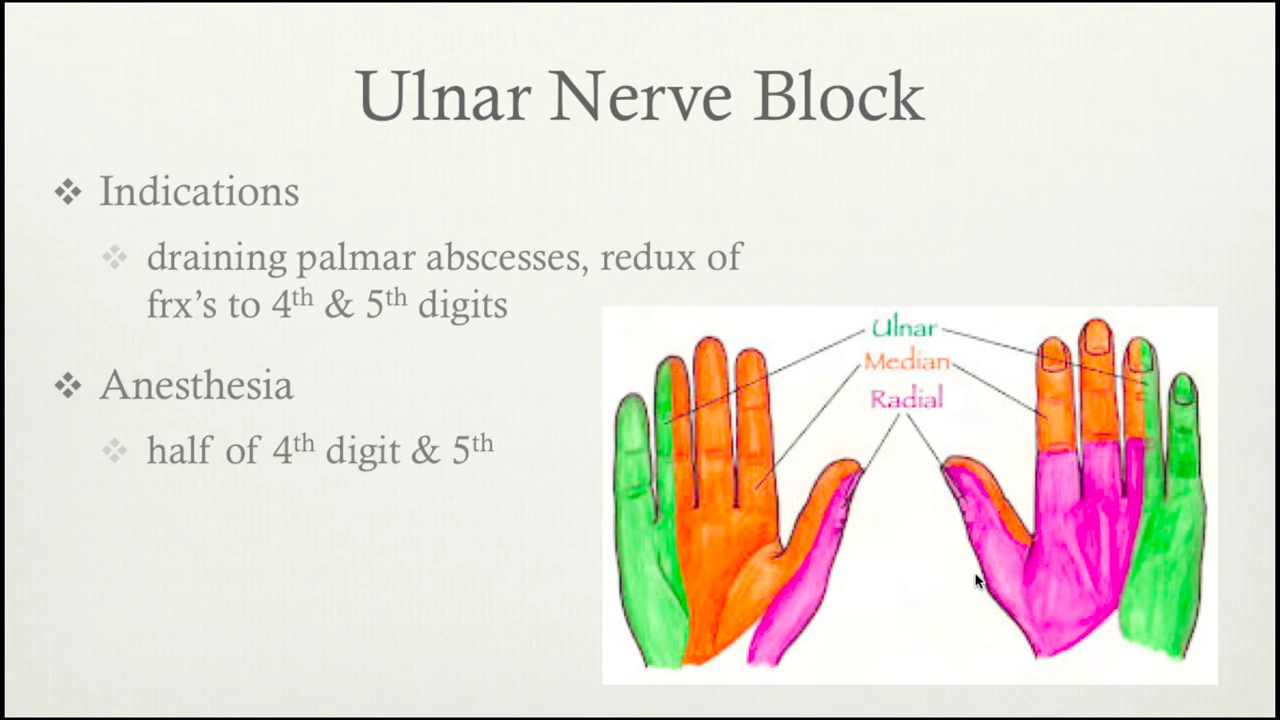 Ulnar Nerve Block
❖ Indications
❖ draining palmar abscesses, redux of
frx's to 4th & 5th digits
❖ Anesthesia
❖ half of 4th digit & 5th
Ulnar
Median
Radial